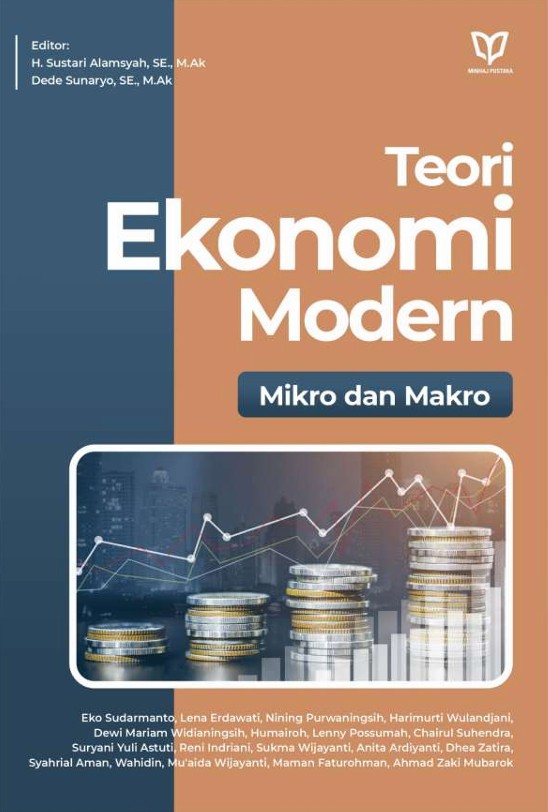 Editor:
H. Sustari Alamsyah, SE., M.Ak
Dede Sunaryo, SE., M.Ak
MINHAJ PUSTAKA
Teori
Ekonomi
Modern
Mikro dan Makro
Eko Sudarmanto, Lena Erdawati, Nining Purwaningsih, Harimurti Wulandjani,
Dewi Mariam Widianingsih, Humairoh, Lenny Possumah, Chairul Suhendra,
Suryani Yuli Astuti, Reni Indriani, Sukma Wijayanti, Anita Ardiyanti, Dhea Zatira,
Syahrial Aman, Wahidin, Mu'aida Wijayanti, Maman Faturohman, Ahmad Zaki Mubarok